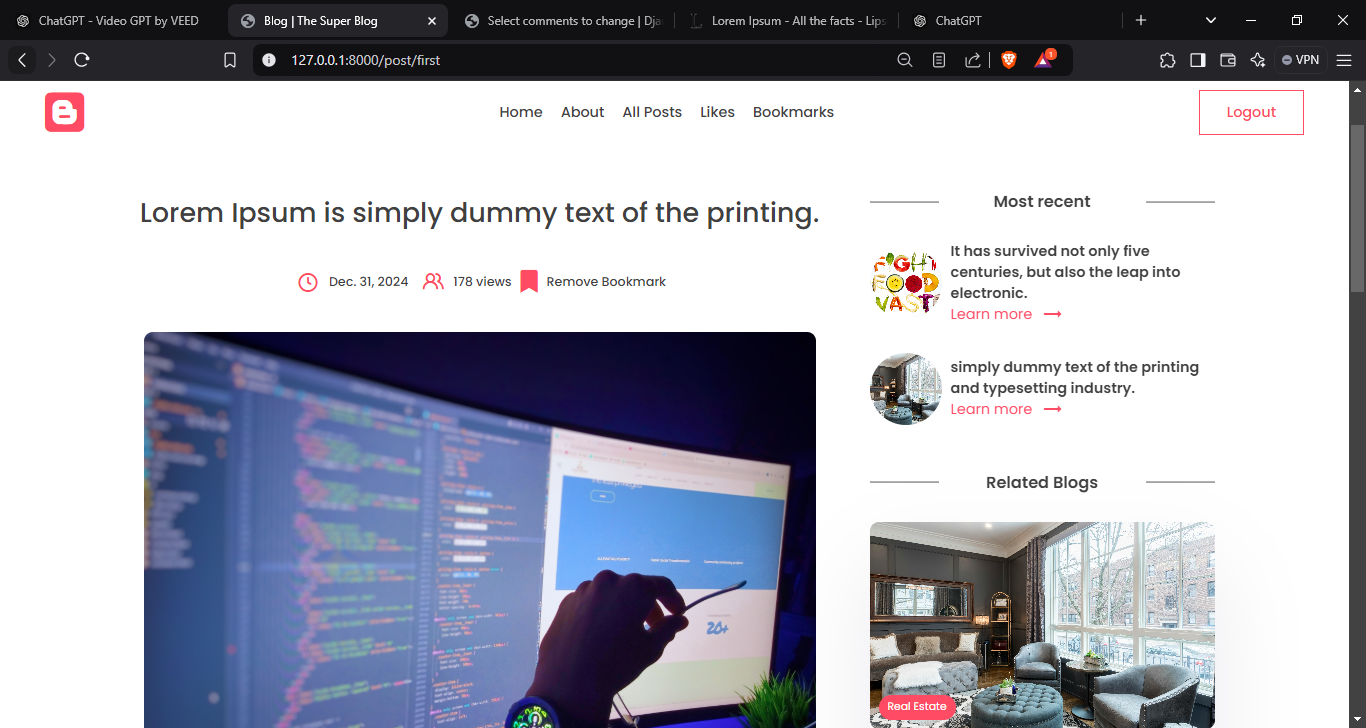 ChatGPT - Video GPT by VEED
Blog | The Super Blog
Select comments to change | Dja
Lorem Ipsum - All the facts - Lips
ChatGPT
127.0.0.1:8000/post/first
1
VPN
Home
About
All Posts
Likes
Bookmarks
Logout
Lorem Ipsum is simply dummy text of the printing.
Dec. 31, 2024
178 views
Remove Bookmark
Most recent
FIGHT
FOOD
VAST
It has survived not only five
centuries, but also the leap into
electronic.
Learn more
simply dummy text of the printing
and typesetting industry.
Learn more
Related Blogs
20+
Real Estate